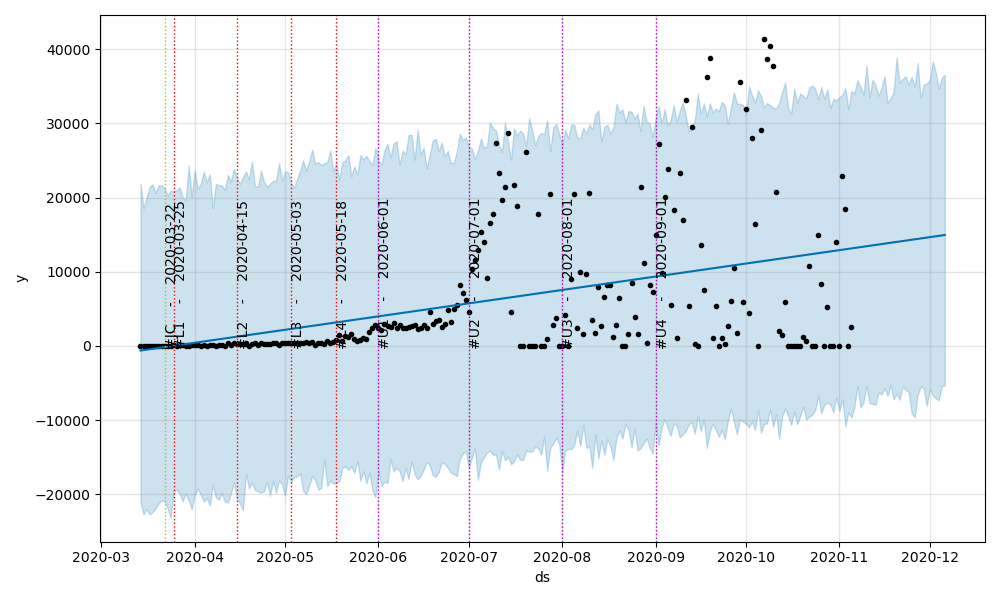 40000
30000
20000
10000
0
−10000
−20000
y
#JC - 2020-03-22
#L1 - 2020-03-25
#L2 - 2020-04-15
#L3 - 2020-05-03
#L4 - 2020-05-18
#U1 - 2020-06-01
#U2 - 2020-07-01
#U3 - 2020-08-01
#U4 - 2020-09-01
2020-03 2020-04 2020-05 2020-06 2020-07 2020-08 2020-09 2020-10 2020-11 2020-12
ds